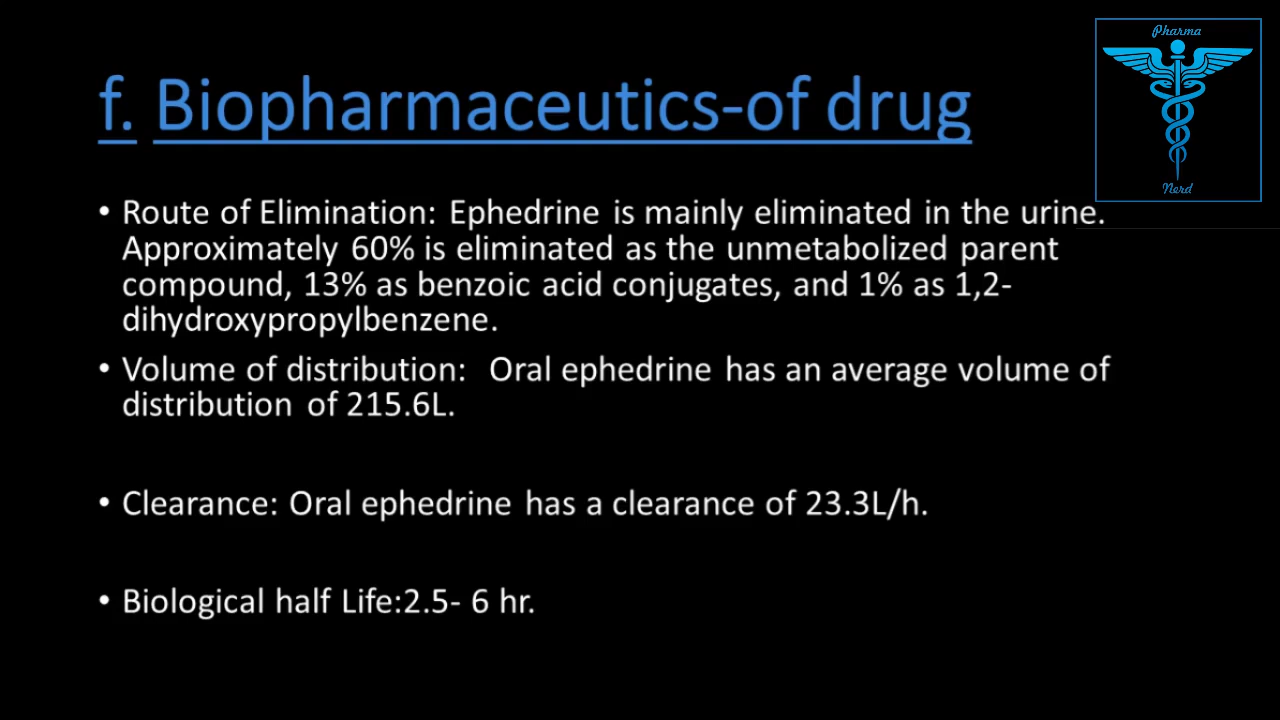 Pharma
f. Biopharmaceutics-of drug
Nerd
• Route of Elimination: Ephedrine is mainly eliminated in the urine.
Approximately 60% is eliminated as the unmetabolized parent
compound, 13% as benzoic acid conjugates, and 1% as 1,2-
dihydroxypropylbenzene.
• Volume of distribution: Oral ephedrine has an average volume of
distribution of 215.6L.
• Clearance: Oral ephedrine has a clearance of 23.3L/h.
• Biological half Life:2.5- 6 hr.